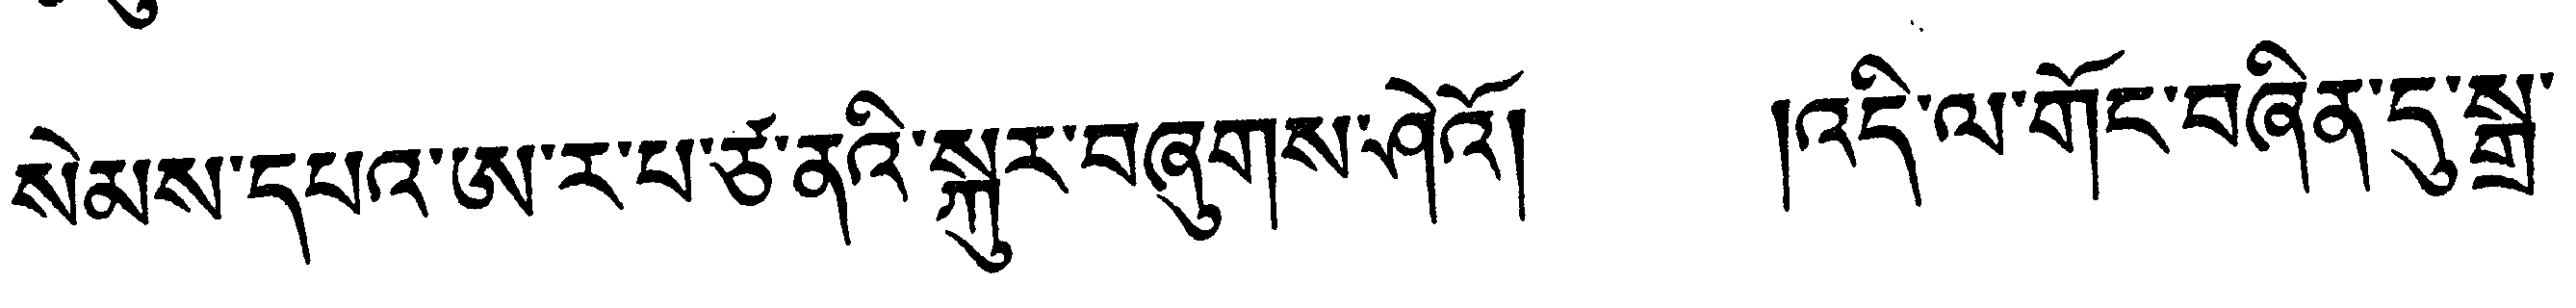 སེམས་དཔའ་ཨ་ར་པ་ཙ་ནའི་སྐུར་བཞུགས་ཤེའོ། །འདི་ལ་གོང་བཞིན་དུ་སྒྲ་